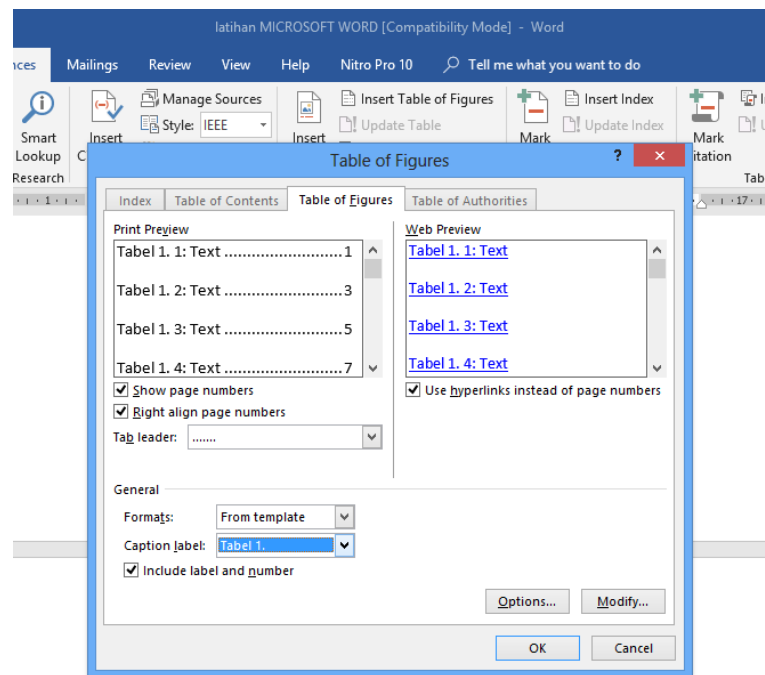 latihan MICROSOFT WORD [Compatibility Mode] - Word
nces Mailings Review View Help Nitro Pro 10 Tell me what you want to do
Manage Sources Insert Table of Figures Insert Index
Style: IEEE Update Table Update Index
Smart Insert Insert Mark Mark
Lookup itation
Research Tab
1 17
Table of Figures ?
Index Table of Contents Table of Figures Table of Authorities
Print Preview Web Preview
Tabel 1. 1: Text ..........................1 Tabel 1. 1: Text
Tabel 1. 2: Text ..........................3 Tabel 1. 2: Text
Tabel 1. 3: Text ..........................5 Tabel 1. 3: Text
Tabel 1. 4: Text ..........................7 Tabel 1. 4: Text
Show page numbers Use hyperlinks instead of page numbers
Right align page numbers
Tab leader: .......
General
Formats: From template
Caption label: Tabel 1.
Include label and number
Options... Modify...
OK Cancel